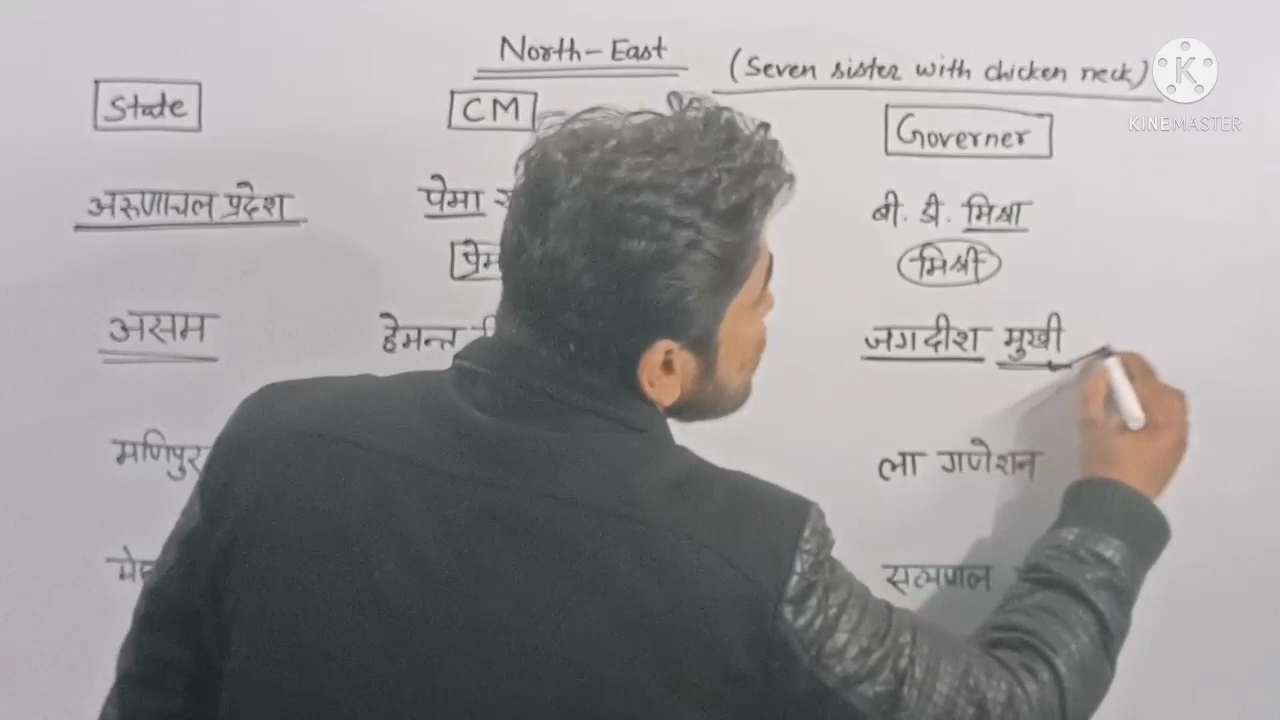 North-East (Seven sister with chicken neck)
K
KINEMASTER
State CM Governer
अरुणाचल प्रदेश पेमा बी. डी. मिश्रा
मिश्री
असम हेमन्त जगदीश मुखी
मणिपुर ला गणेशन
सत्यपाल